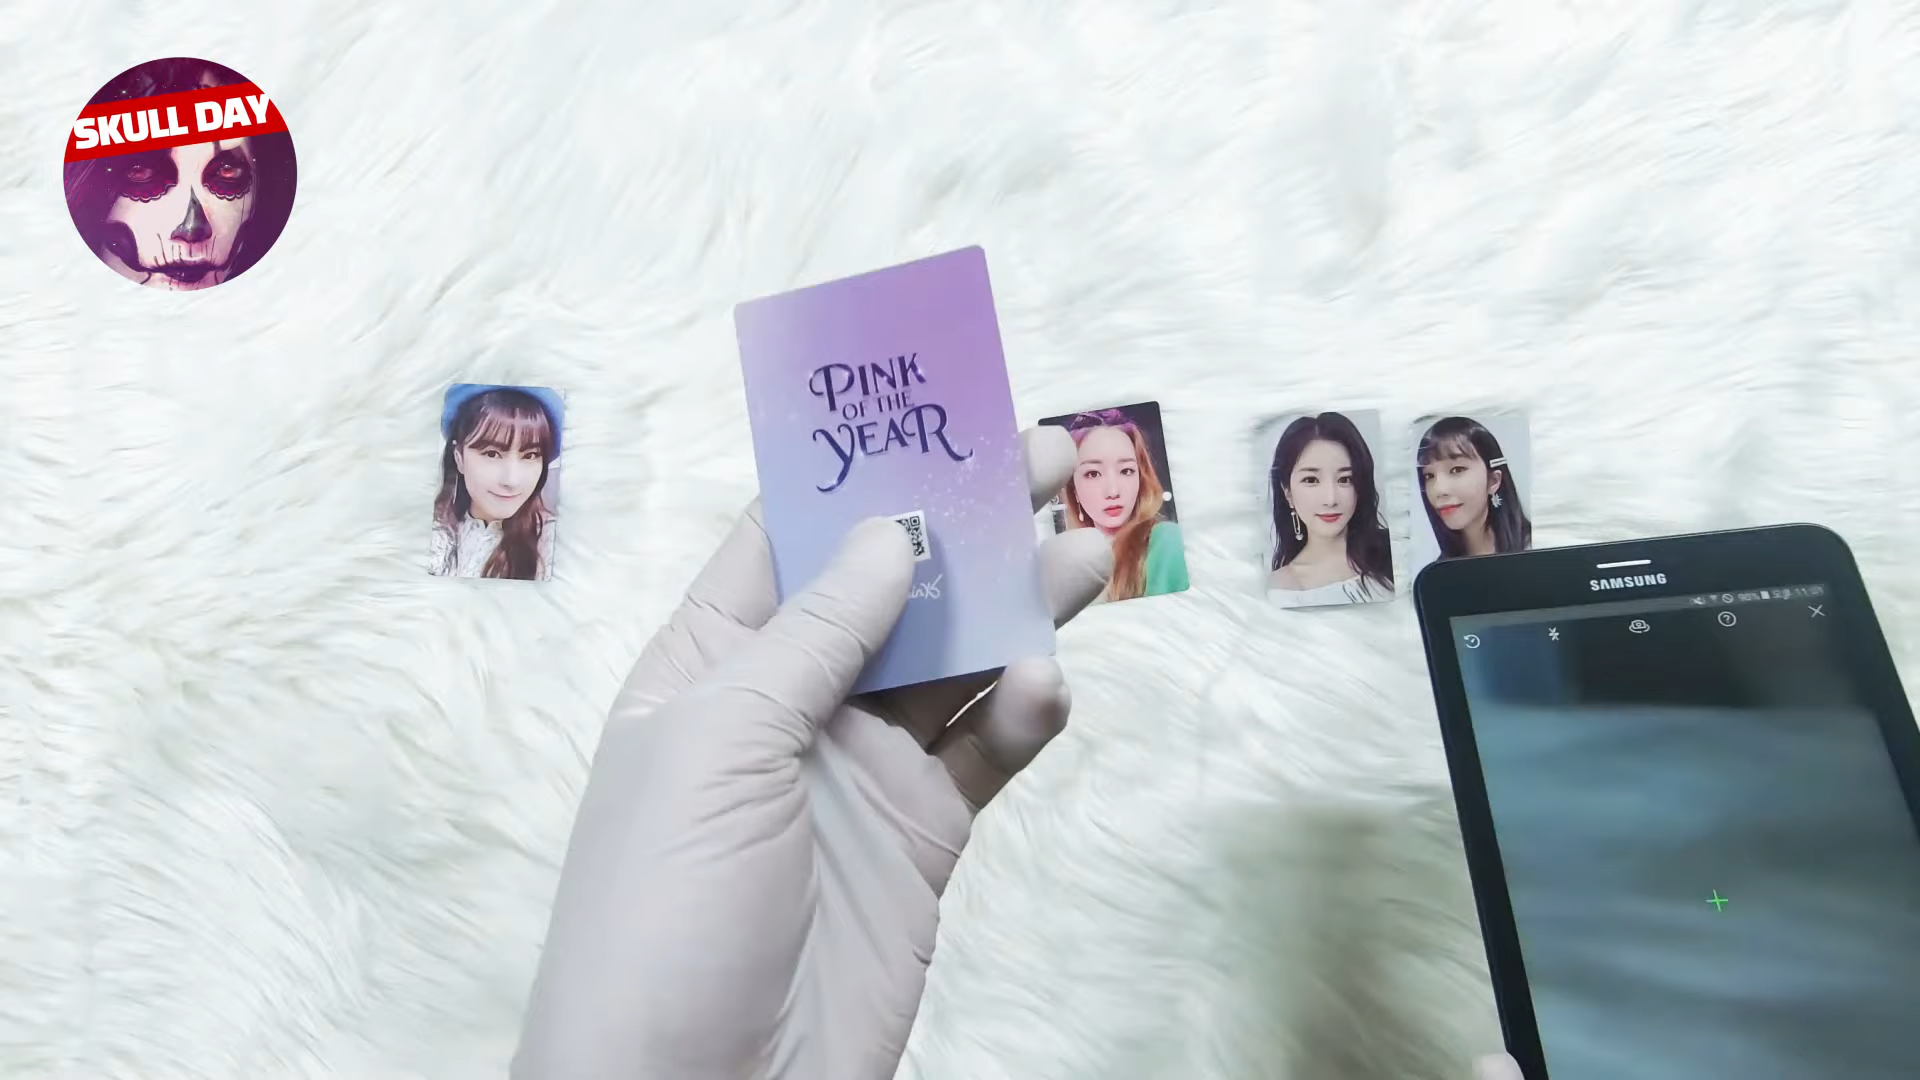 SKULL DAY
PINK
OF THE
YEAR
SAMSUNG